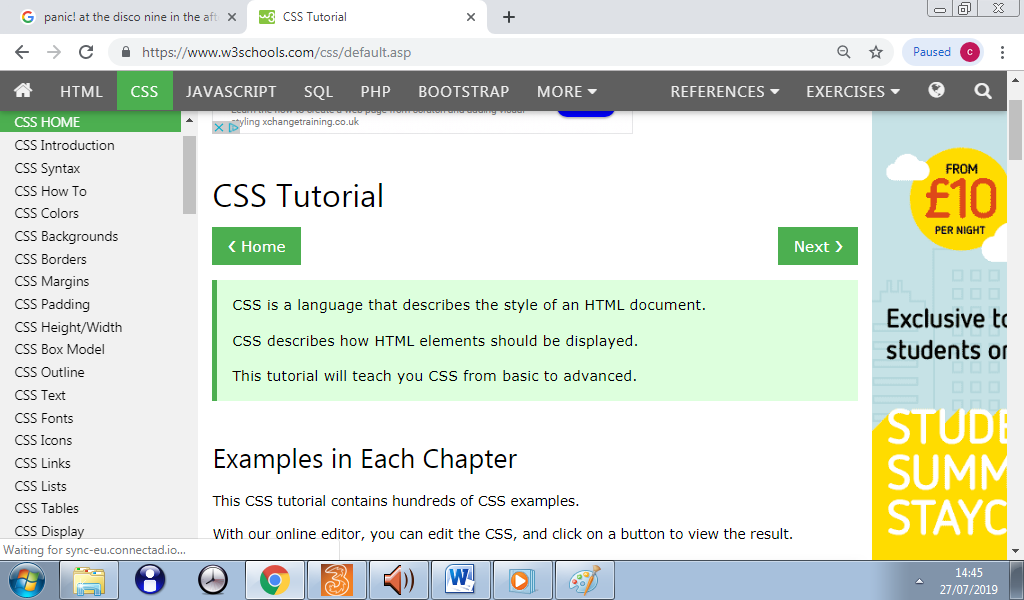 panic! at the disco nine in the aft
CSS Tutorial
https://www.w3schools.com/css/default.asp
Paused
c
HTML
CSS
JAVASCRIPT
SQL
PHP
BOOTSTRAP
MORE
REFERENCES
EXERCISES
CSS HOME
CSS Introduction
CSS Syntax
CSS How To
CSS Colors
CSS Backgrounds
CSS Borders
CSS Margins
CSS Padding
CSS Height/Width
CSS Box Model
CSS Outline
CSS Text
CSS Fonts
CSS Icons
CSS Links
CSS Lists
CSS Tables
CSS Display
styling xchangetraining.co.uk
CSS Tutorial
❮ Home
Next ❯
CSS is a language that describes the style of an HTML document.
CSS describes how HTML elements should be displayed.
This tutorial will teach you CSS from basic to advanced.
Examples in Each Chapter
This CSS tutorial contains hundreds of CSS examples.
With our online editor, you can edit the CSS, and click on a button to view the result.
FROM
£10
PER NIGHT
Exclusive to
students on
STUDE
SUMM
STAYC
Waiting for sync-eu.connectad.io...
14:45
27/07/2019